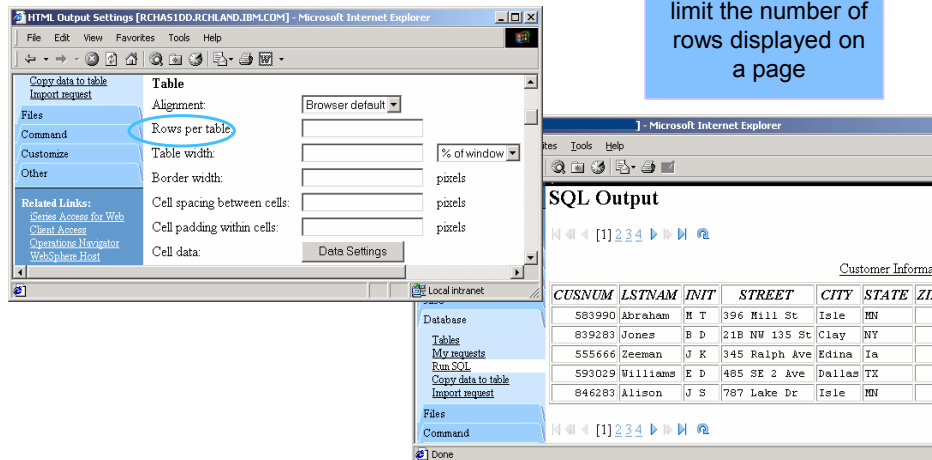 limit the number of
rows displayed on
a page
HTML Output Settings [RCHAS1DD.RCHLAND.IBM.COM] - Microsoft Internet Explorer
File Edit View Favorites Tools Help
Copy data to table
Import request
Files
Command
Customize
Other
Related Links:
iSeries Access for Web
Client Access
Operations Navigator
WebSphere Host
Table
Alignment: Browser default
Rows per table:
Table width: % of window
Border width: pixels
Cell spacing between cells: pixels
Cell padding within cells: pixels
Cell data: Data Settings
Local intranet
] - Microsoft Internet Explorer
ites Tools Help
Database
Tables
My requests
Run SQL
Copy data to table
Import request
Files
Command
SQL Output
[1] 2 3 4
Customer Informa
CUSNUM LSTNAM INIT STREET CITY STATE ZI
583990 Abraham M T 396 Mill St Isle MN
839283 Jones B D 21B NW 135 St Clay NY
555666 Zeeman J K 345 Ralph Ave Edina Ia
593029 Williams E D 485 SE 2 Ave Dallas TX
846283 Alison J S 787 Lake Dr Isle MN
[1] 2 3 4
Done